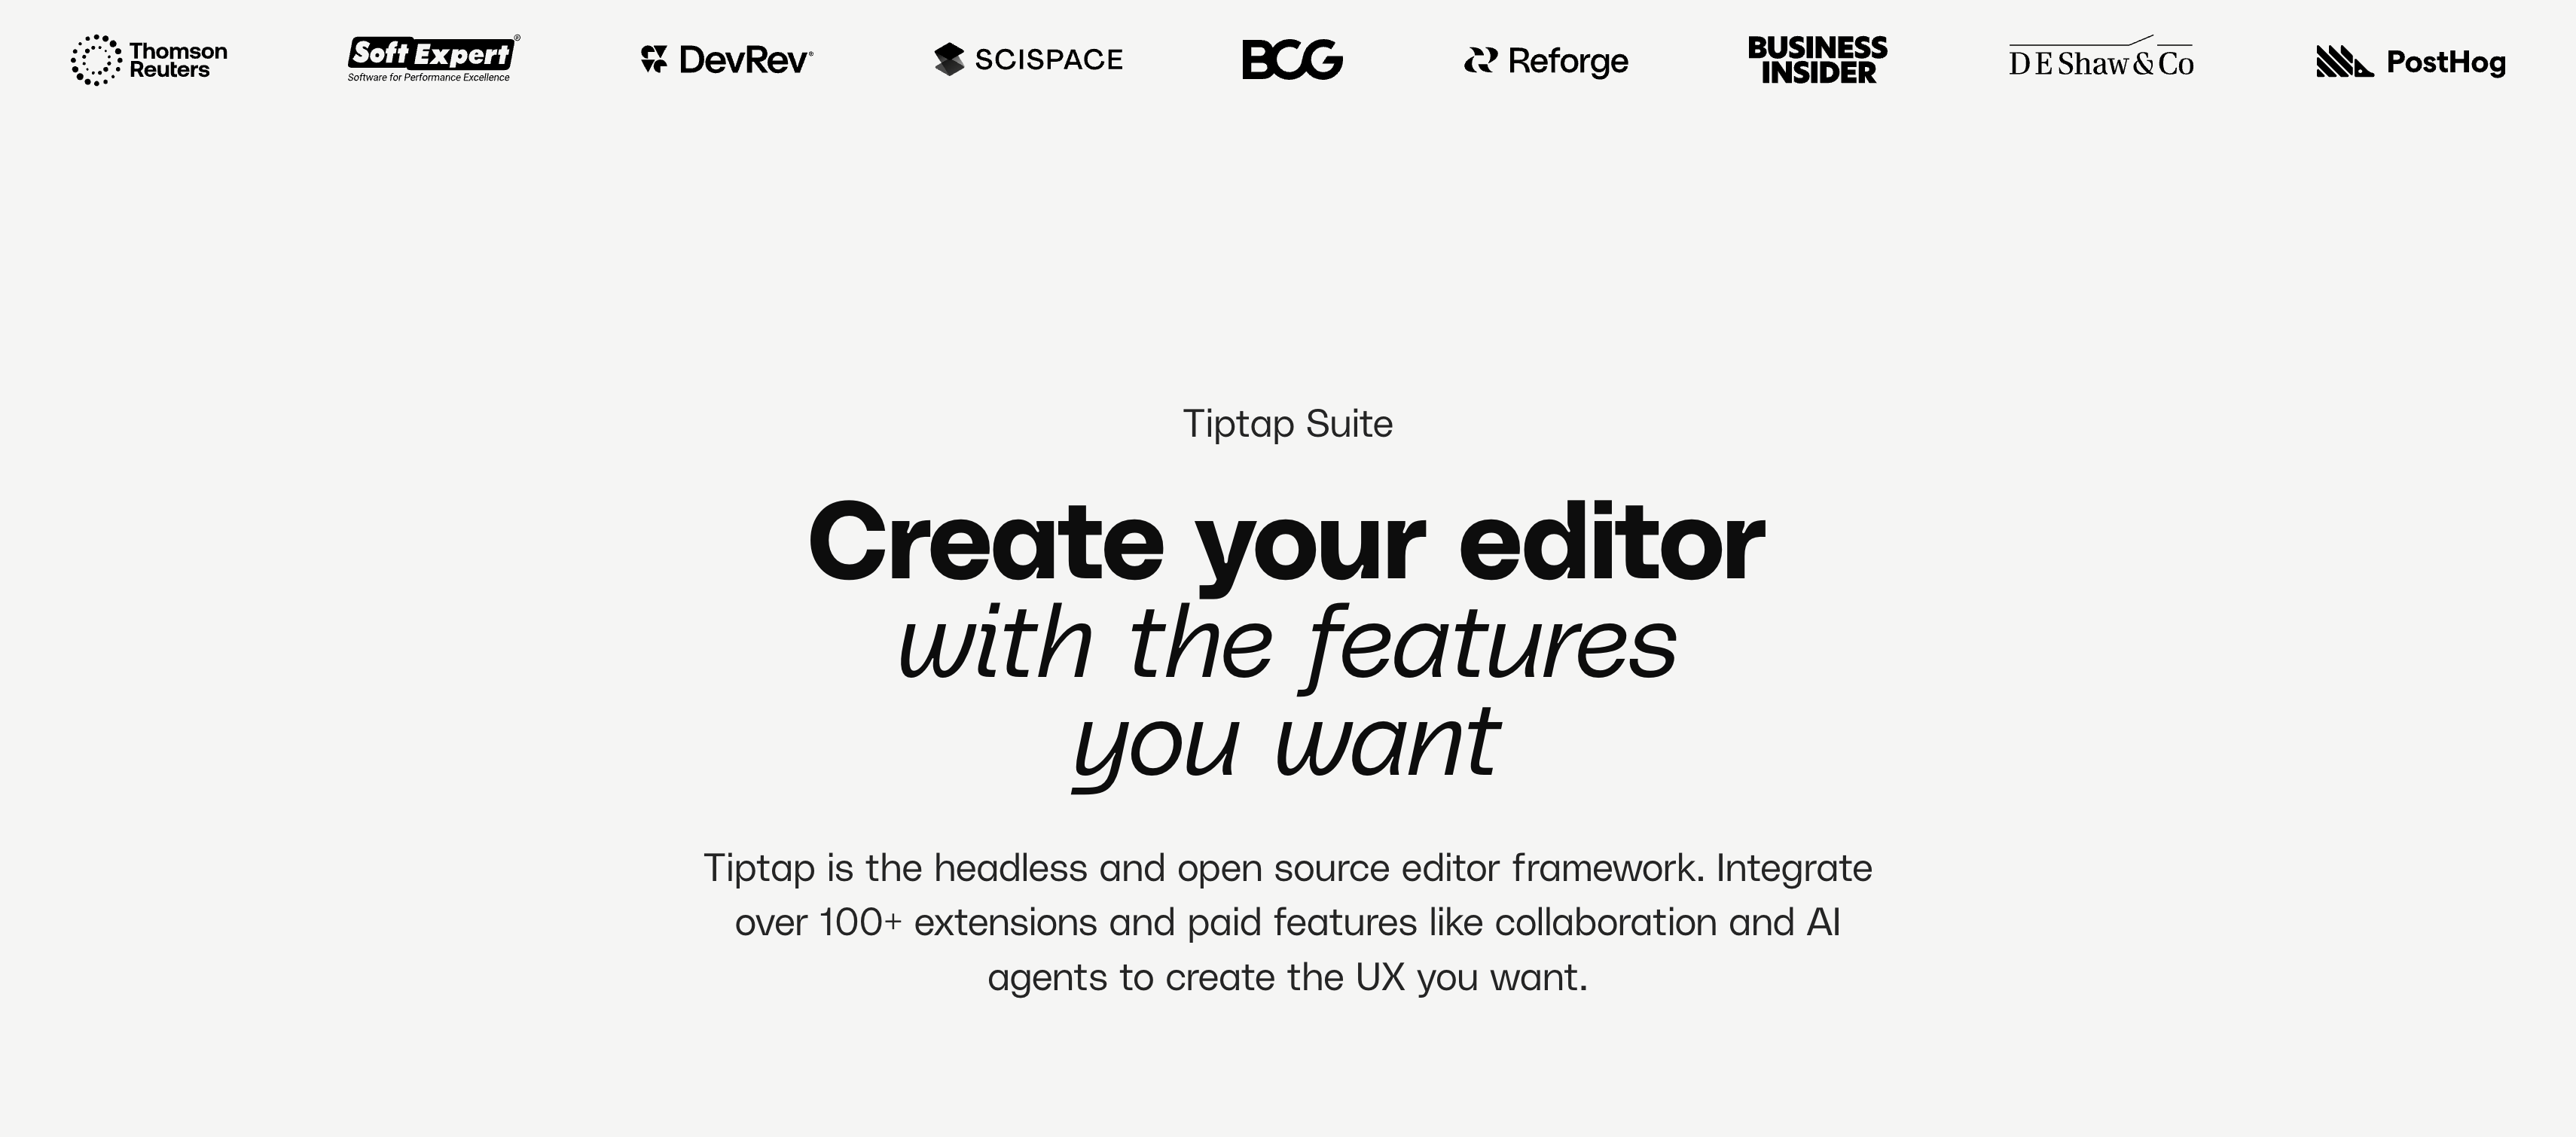 Thomson
Reuters
Soft Expert®
Software for Performance Excellence
DevRev®
SCISPACE
BCG
Reforge
BUSINESS
INSIDER
D E Shaw & Co
PostHog
Tiptap Suite
Create your editor
with the features
you want
Tiptap is the headless and open source editor framework. Integrate
over 100+ extensions and paid features like collaboration and AI
agents to create the UX you want.